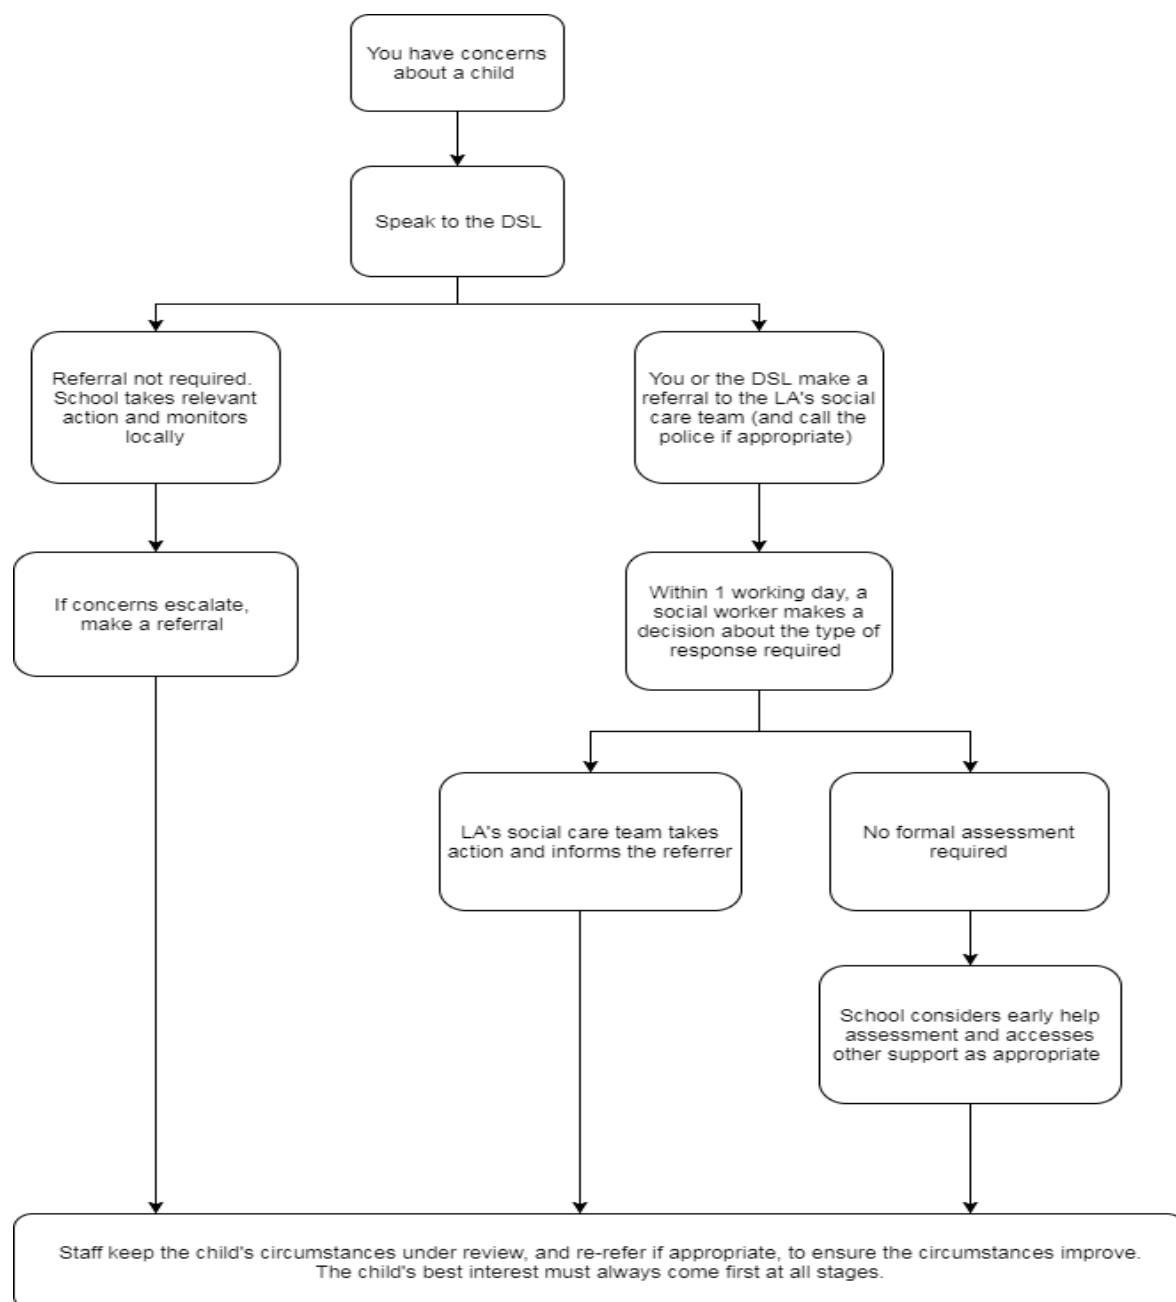 You have concerns
about a child
Speak to the DSL
Referral not required.
School takes relevant
action and monitors
locally
You or the DSL make a
referral to the LA's social
care team (and call the
police if appropriate)
If concerns escalate,
make a referral
Within 1 working day, a
social worker makes a
decision about the type of
response required
LA's social care team takes
action and informs the referrer
No formal assessment
required
School considers early help
assessment and accesses
other support as appropriate
Staff keep the child's circumstances under review, and re-refer if appropriate, to ensure the circumstances improve.
The child's best interest must always come first at all stages.